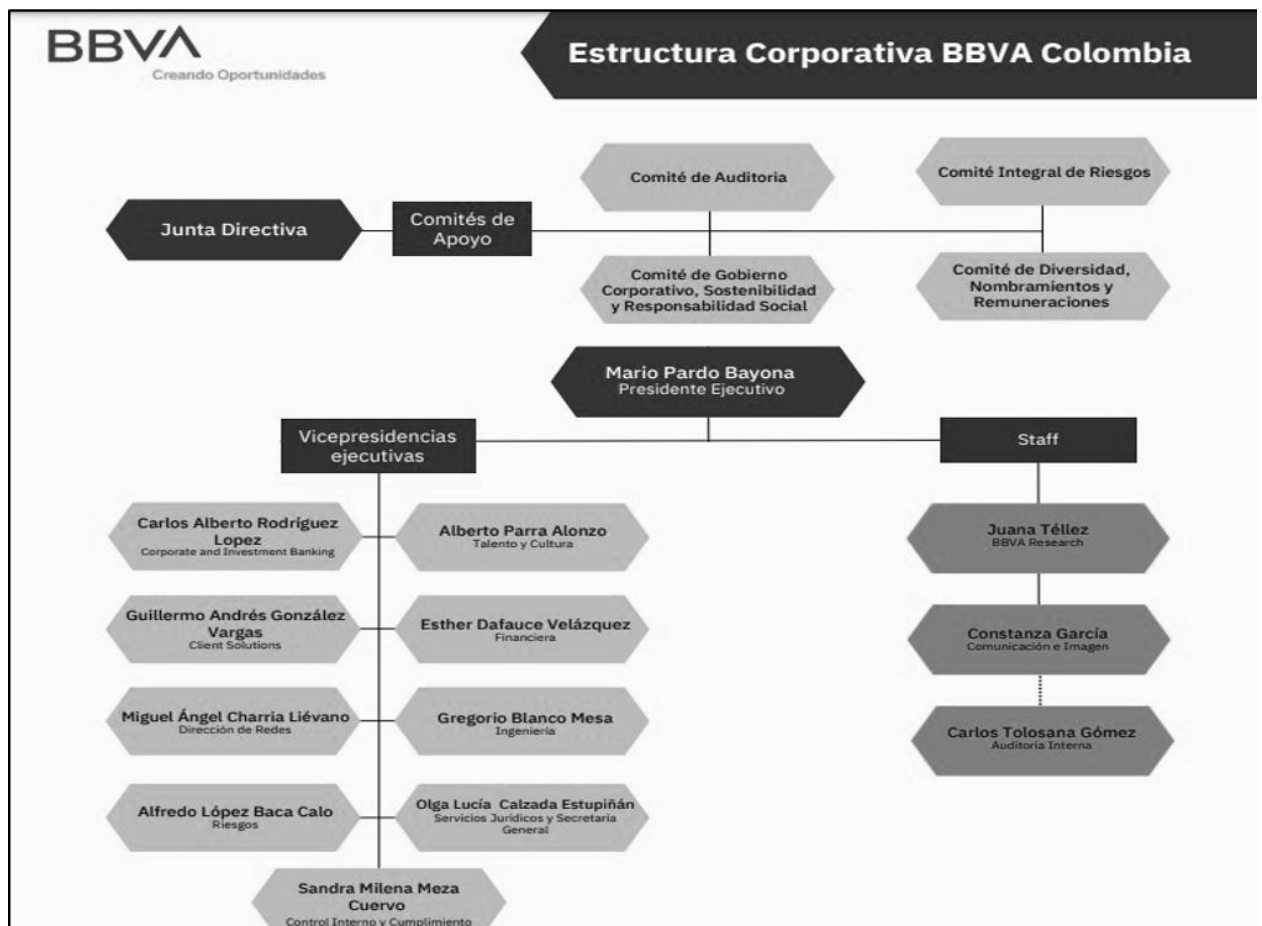 BBVA
Creando Oportunidades
Estructura Corporativa BBVA Colombia
Comité de Auditoria
Comité Integral de Riesgos
Junta Directiva
Comités de
Apoyo
Comité de Gobierno
Corporativo, Sostenibilidad
y Responsabilidad Social
Comité de Diversidad,
Nombramientos y
Remuneraciones
Mario Pardo Bayona
Presidente Ejecutivo
Vicepresidencias
ejecutivas
Staff
Carlos Alberto Rodríguez
Lopez
Corporate and Investment Banking
Alberto Parra Alonzo
Talento y Cultura
Juana Téllez
BBVA Research
Guillermo Andrés González
Vargas
Client Solutions
Esther Dafauce Velázquez
Financiera
Constanza García
Comunicación e Imagen
Miguel Ángel Charria Liévano
Dirección de Redes
Gregorio Blanco Mesa
Ingeniería
Carlos Tolosana Gómez
Auditoria Interna
Alfredo López Baca Calo
Riesgos
Olga Lucía Calzada Estupiñán
Servicios Jurídicos y Secretaria
General
Sandra Milena Meza
Cuervo
Control Interno y Cumplimiento